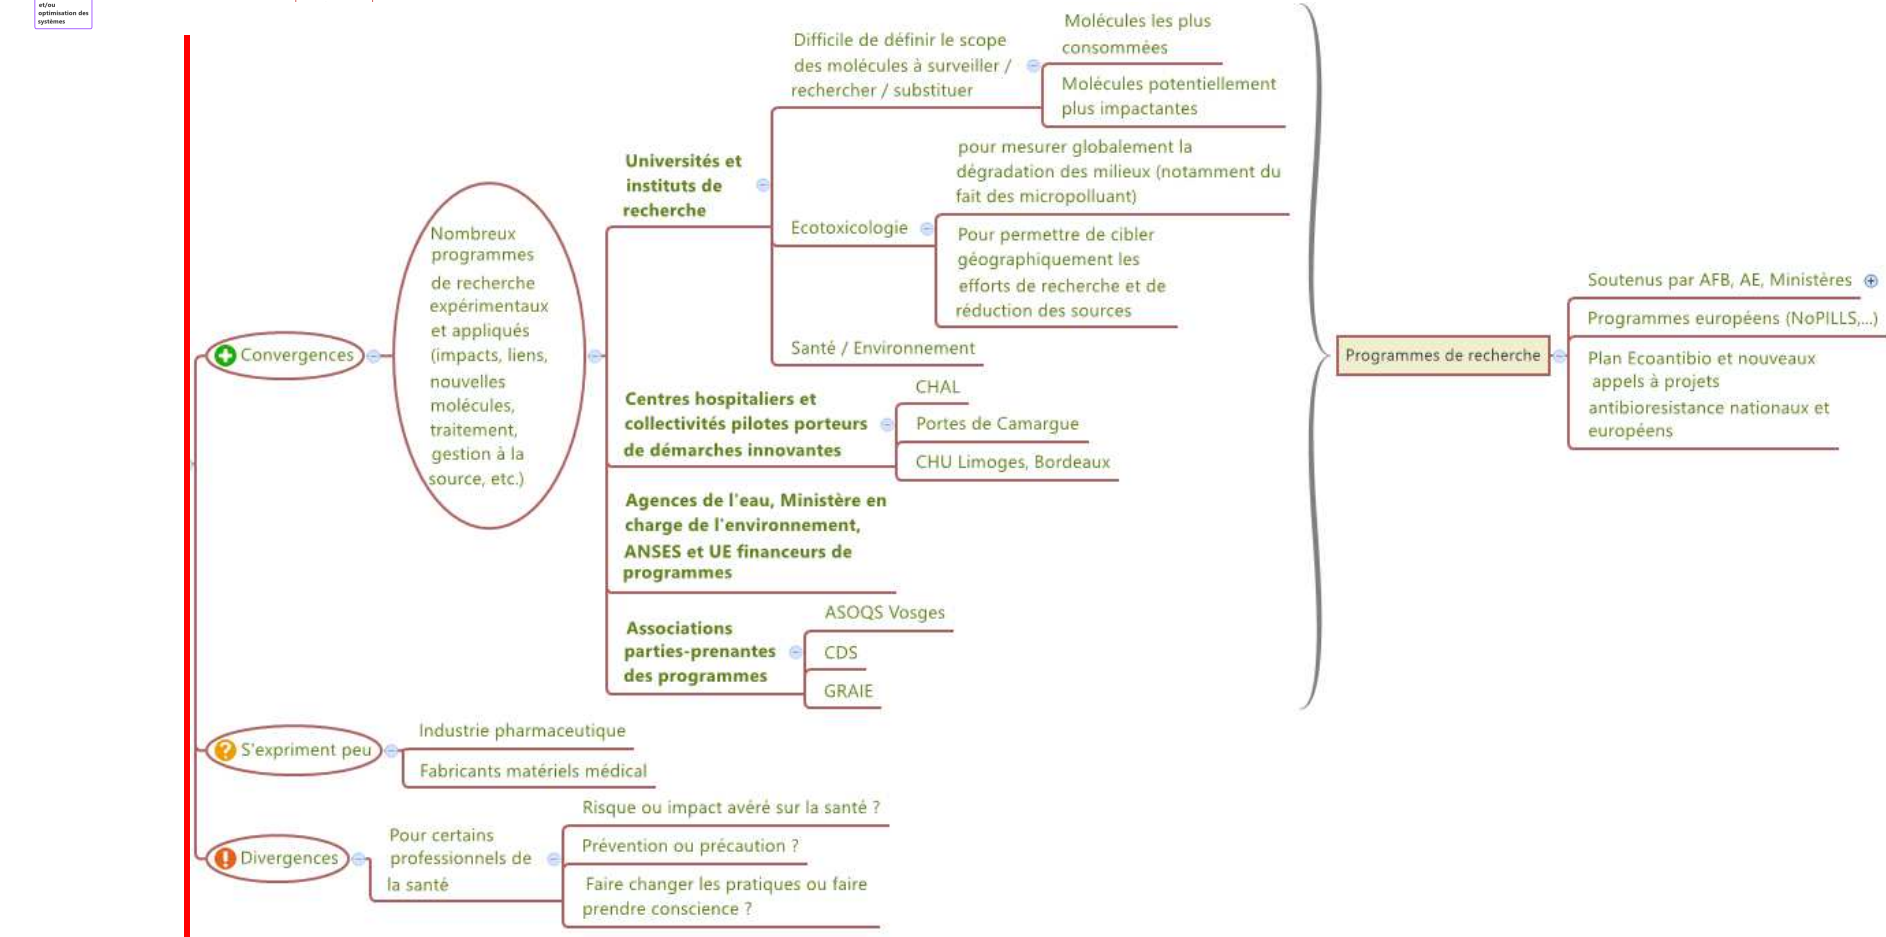 et/ou
optimisation des
systèmes
Convergences
Nombreux
programmes
de recherche
expérimentaux
et appliqués
(impacts, liens,
nouvelles
molécules,
traitement,
gestion à la
source, etc.)
Universités et
instituts de
recherche
Difficile de définir le scope
des molécules à surveiller /
rechercher / substituer
Molécules les plus
consommées
Molécules potentiellement
plus impactantes
Ecotoxicologie
pour mesurer globalement la
dégradation des milieux (notamment du
fait des micropolluant)
Pour permettre de cibler
géographiquement les
efforts de recherche et de
réduction des sources
Santé / Environnement
Centres hospitaliers et
collectivités pilotes porteurs
de démarches innovantes
CHAL
Portes de Camargue
CHU Limoges, Bordeaux
Agences de l'eau, Ministère en
charge de l'environnement,
ANSES et UE financeurs de
programmes
Associations
parties-prenantes
des programmes
ASOQS Vosges
CDS
GRAIE
Programmes de recherche
Soutenus par AFB, AE, Ministères
Programmes européens (NoPILLS,...)
Plan Ecoantibio et nouveaux
appels à projets
antibioresistance nationaux et
européens
S'expriment peu
Industrie pharmaceutique
Fabricants matériels médical
Divergences
Pour certains
professionnels de
la santé
Risque ou impact avéré sur la santé ?
Prévention ou précaution ?
Faire changer les pratiques ou faire
prendre conscience ?